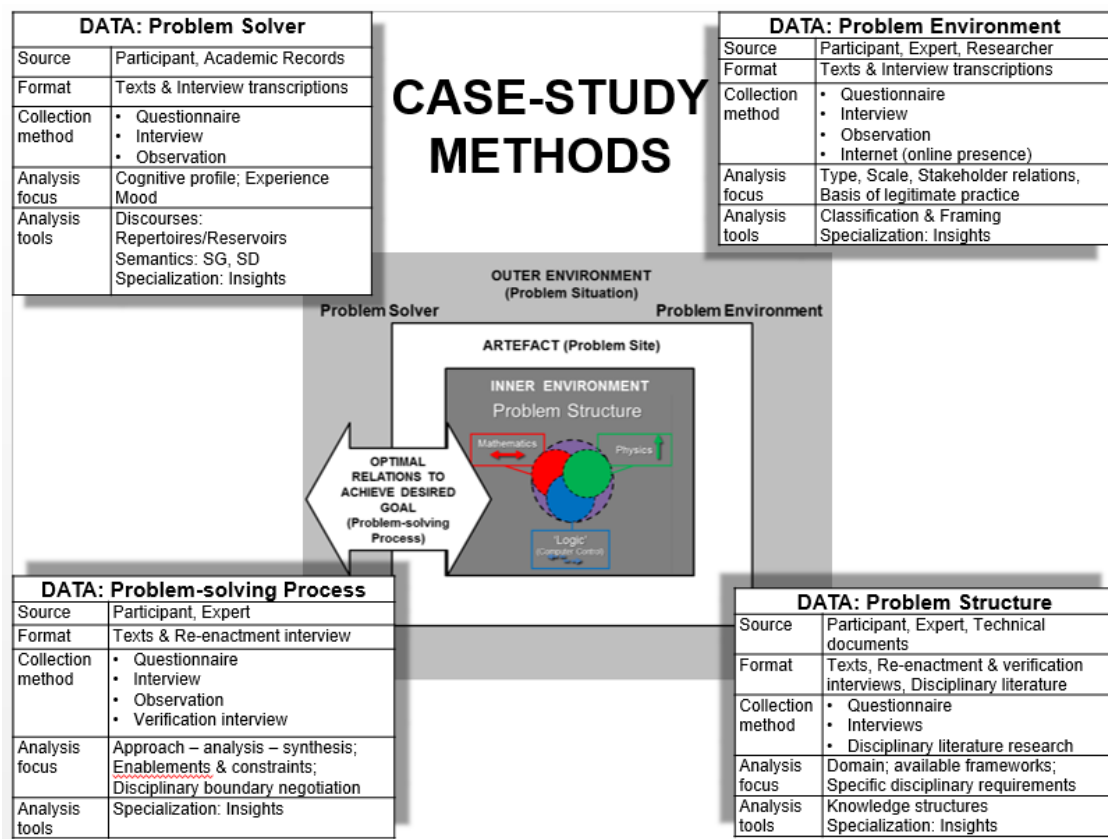 DATA: Problem Solver
Source Participant, Academic Records
Format Texts & Interview transcriptions
Collection • Questionnaire
method • Interview
• Observation
Analysis Cognitive profile; Experience
focus Mood
Analysis Discourses:
tools Repertoires/Reservoirs
Semantics: SG, SD
Specialization: Insights
CASE-STUDY
METHODS
DATA: Problem Environment
Source Participant, Expert, Researcher
Format Texts & Interview transcriptions
Collection • Questionnaire
method • Interview
• Observation
• Internet (online presence)
Analysis Type, Scale, Stakeholder relations,
focus Basis of legitimate practice
Analysis Classification & Framing
tools Specialization: Insights
OUTER ENVIRONMENT
(Problem Situation)
Problem Solver Problem Environment
ARTEFACT (Problem Site)
INNER ENVIRONMENT
Problem Structure
Mathematics
Physics
'Logic'
(Computer Control)
OPTIMAL
RELATIONS TO
ACHIEVE DESIRED
GOAL
(Problem-solving
Process)
DATA: Problem-solving Process
Source Participant, Expert
Format Texts & Re-enactment interview
Collection • Questionnaire
method • Interview
• Observation
• Verification interview
Analysis Approach – analysis – synthesis;
focus Enablements & constraints;
Disciplinary boundary negotiation
Analysis Specialization: Insights
tools
DATA: Problem Structure
Source Participant, Expert, Technical
documents
Format Texts, Re-enactment & verification
interviews, Disciplinary literature
Collection • Questionnaire
method • Interviews
• Disciplinary literature research
Analysis Domain; available frameworks;
focus Specific disciplinary requirements
Analysis Knowledge structures
tools Specialization: Insights